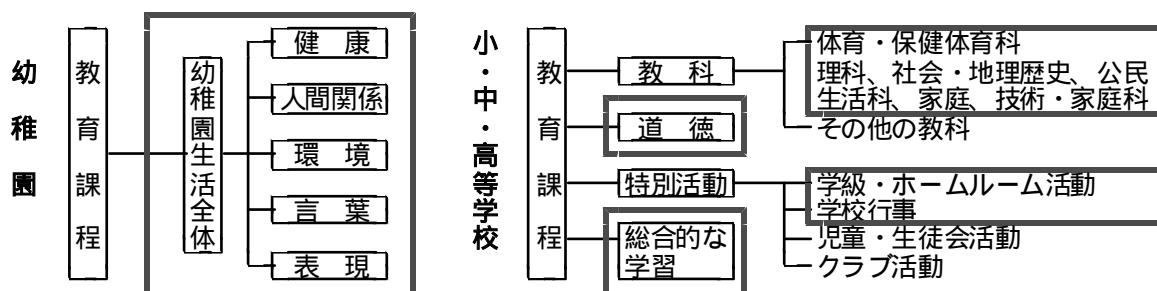 幼稚園
教育課程
幼稚園生活全体
健康
人間関係
環境
言葉
表現
小・中・高等学校
教育課程
教科
体育・保健体育科
理科、社会・地理歴史、公民
生活科、家庭、技術・家庭科
その他の教科
道徳
特別活動
学級・ホームルーム活動
学校行事
児童・生徒会活動
クラブ活動
総合的な
学習